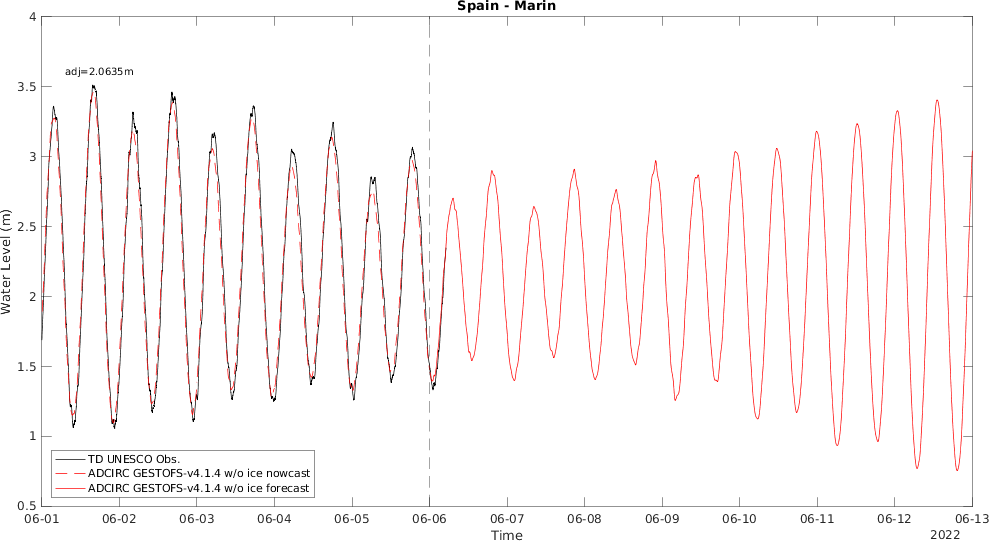 Spain - Marin
4
3.5
3
2.5
2
1.5
1
0.5
Water Level (m)
adj=2.0635m
TD UNESCO Obs.
ADCIRC GESTOFS-v4.1.4 w/o ice nowcast
ADCIRC GESTOFS-v4.1.4 w/o ice forecast
06-01 06-02 06-03 06-04 06-05 06-06 06-07 06-08 06-09 06-10 06-11 06-12 06-13
Time
2022